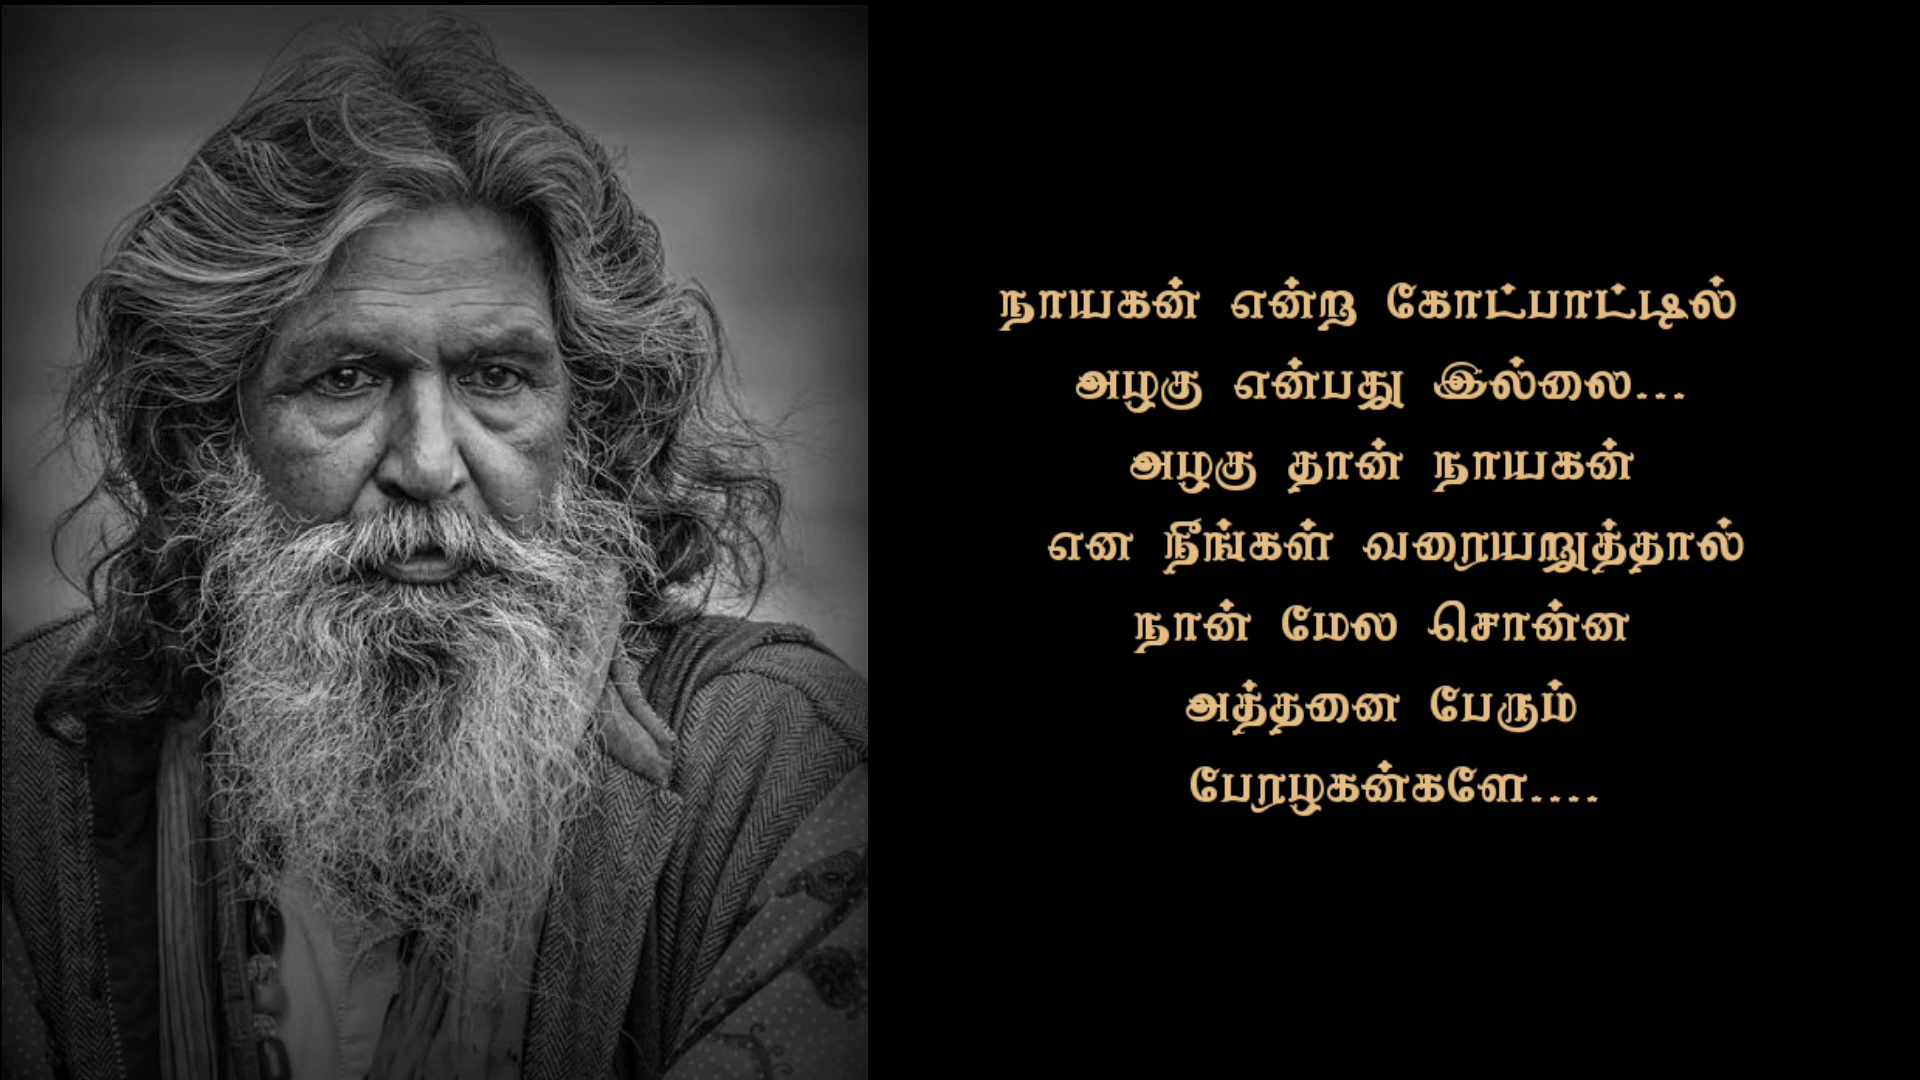 நாயகன் என்ற கோட்பாட்டில்
அழகு என்பது இல்லை...
அழகு தான் நாயகன்
என நீங்கள் வரையறுத்தால்
நான் மேல சொன்ன
அத்தனை பேரும்
பேரழகன்களே....